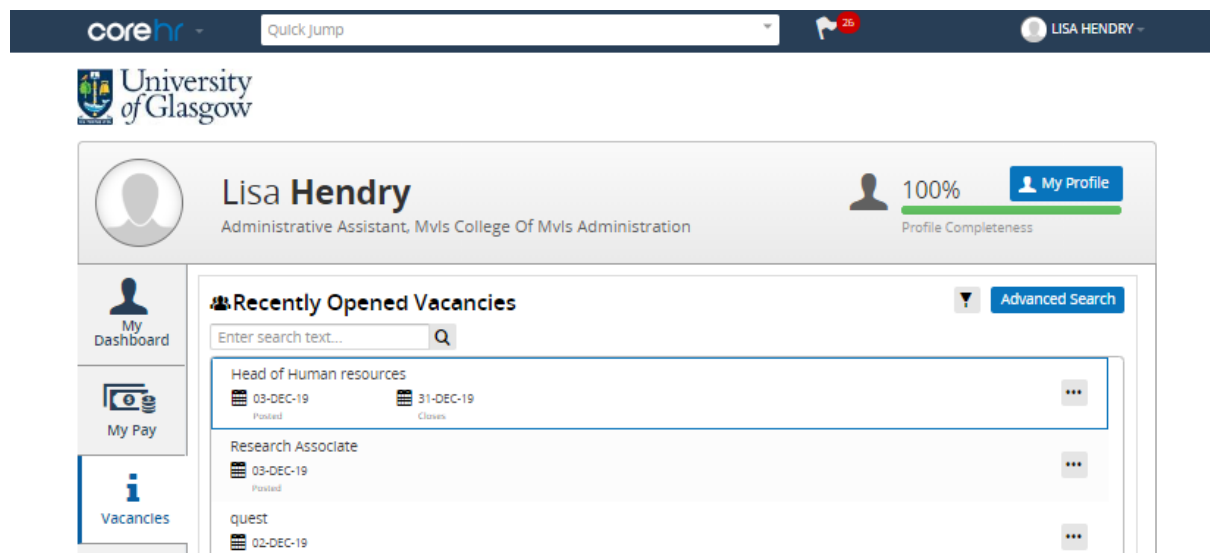 corehr
Quick Jump
26
LISA HENDRY
University
of Glasgow
Lisa Hendry
Administrative Assistant, Mvls College Of Mvls Administration
100%
My Profile
Profile Completeness
My
Dashboard
My Pay
Vacancies
Recently Opened Vacancies
Advanced Search
Enter search text...
Head of Human resources
03-DEC-19
31-DEC-19
Posted
Closes
Research Associate
03-DEC-19
Posted
quest
02-DEC-19